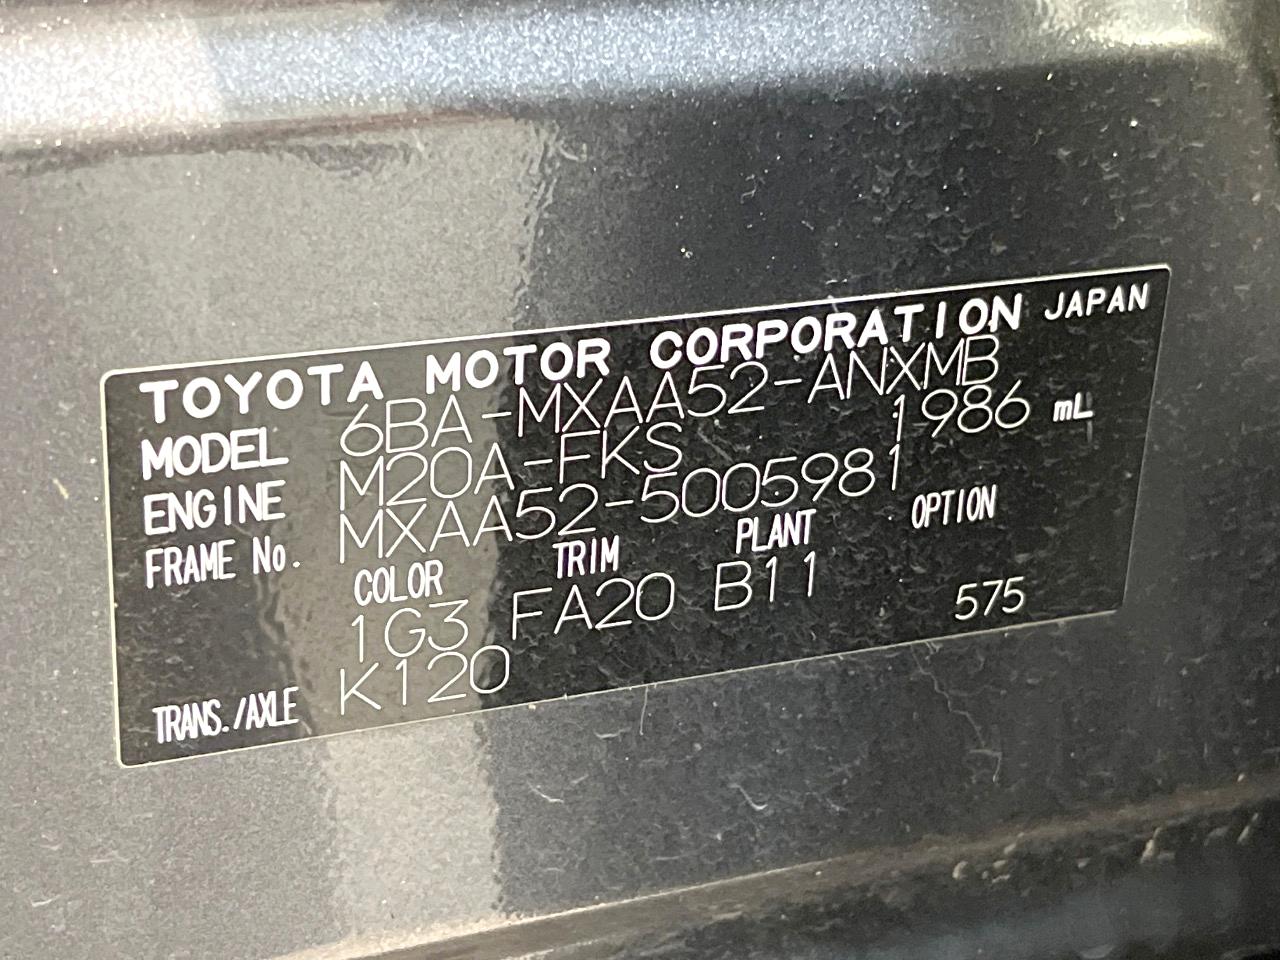 TOYOTA MOTOR CORPORATION JAPAN
MODEL 6BA-MXAA52-ANXMB
ENGINE M20A-FKS 1986 mL
FRAME No. MXAA52-5005981
COLOR TRIM PLANT OPTION
1G3 FA20 B11
TRANS./AXLE K120 575